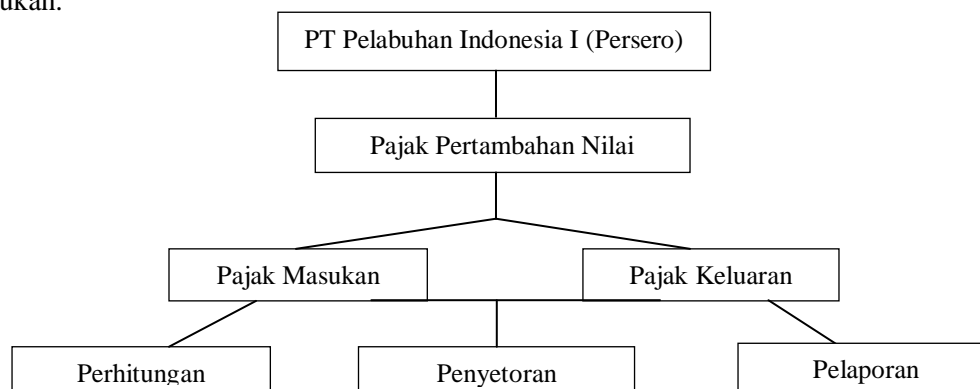 ukan.
PT Pelabuhan Indonesia I (Persero)
Pajak Pertambahan Nilai
Pajak Masukan
Pajak Keluaran
Perhitungan
Penyetoran
Pelaporan